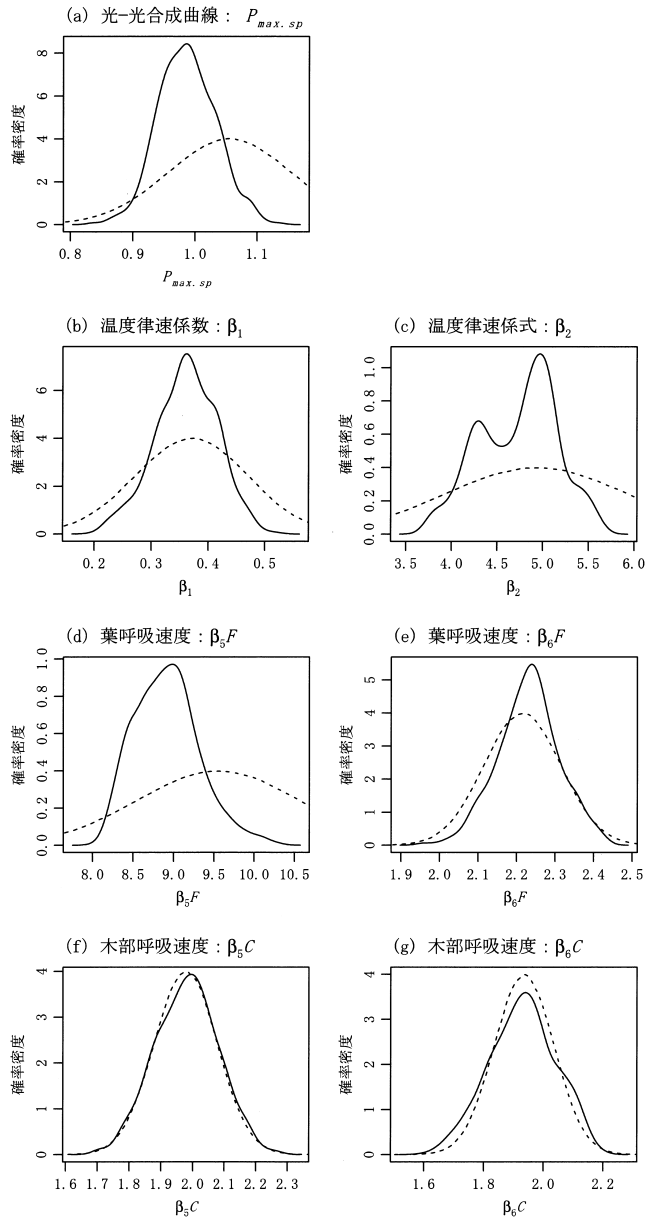 (a) 光−光合成曲線： Pmax.sp
確率密度
0 2 4 6 8
0.8 0.9 1.0 1.1
Pmax.sp
(b) 温度律速係数：β1
(c) 温度律速係式：β2
確率密度
0 2 4 6
0.2 0.3 0.4 0.5
β1
確率密度
0.0 0.2 0.4 0.6 0.8 1.0
3.5 4.0 4.5 5.0 5.5 6.0
β2
(d) 葉呼吸速度：β5F
(e) 葉呼吸速度：β6F
確率密度
0.0 0.2 0.4 0.6 0.8 1.0
8.0 8.5 9.0 9.5 10.0 10.5
β5F
確率密度
0 1 2 3 4 5
1.9 2.0 2.1 2.2 2.3 2.4 2.5
β6F
(f) 木部呼吸速度：β5C
(g) 木部呼吸速度：β6C
確率密度
0 1 2 3 4
1.6 1.7 1.8 1.9 2.0 2.1 2.2 2.3
β5C
確率密度
0 1 2 3 4
1.6 1.8 2.0 2.2
β6C